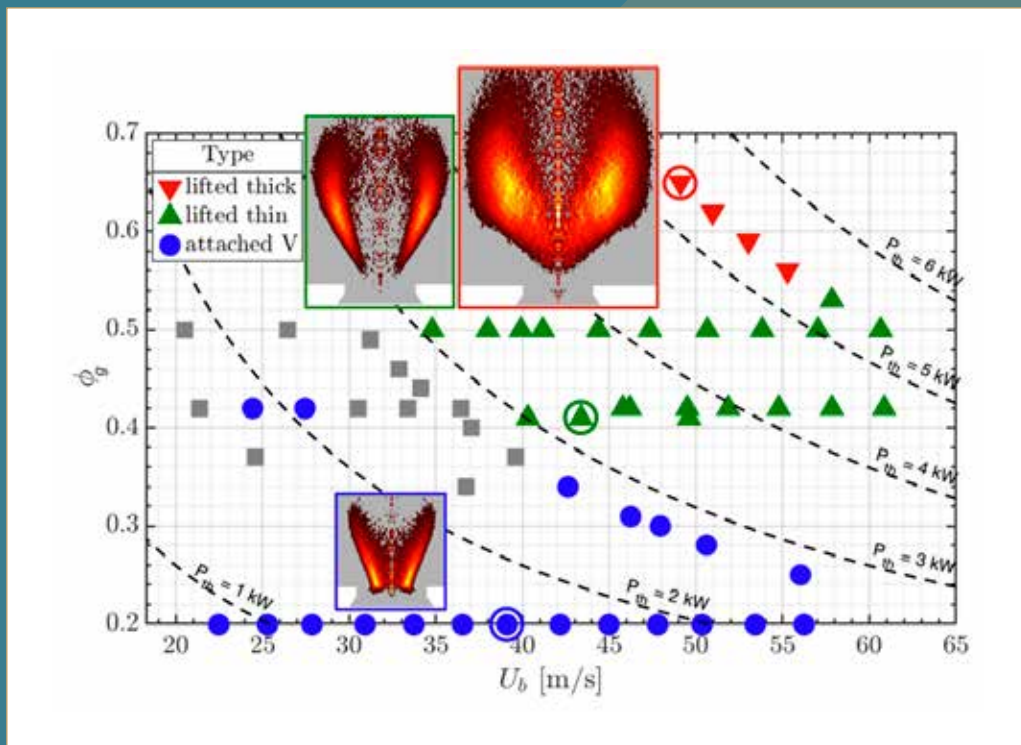 0.7
0.6
0.5
0.4
0.3
0.2
ϕg
Type
lifted thick
lifted thin
attached V
P_th = 6 kW
P_th = 5 kW
P_th = 4 kW
P_th = 3 kW
P_th = 2 kW
P_th = 1 kW
20 25 30 35 40 45 50 55 60 65
U_b [m/s]